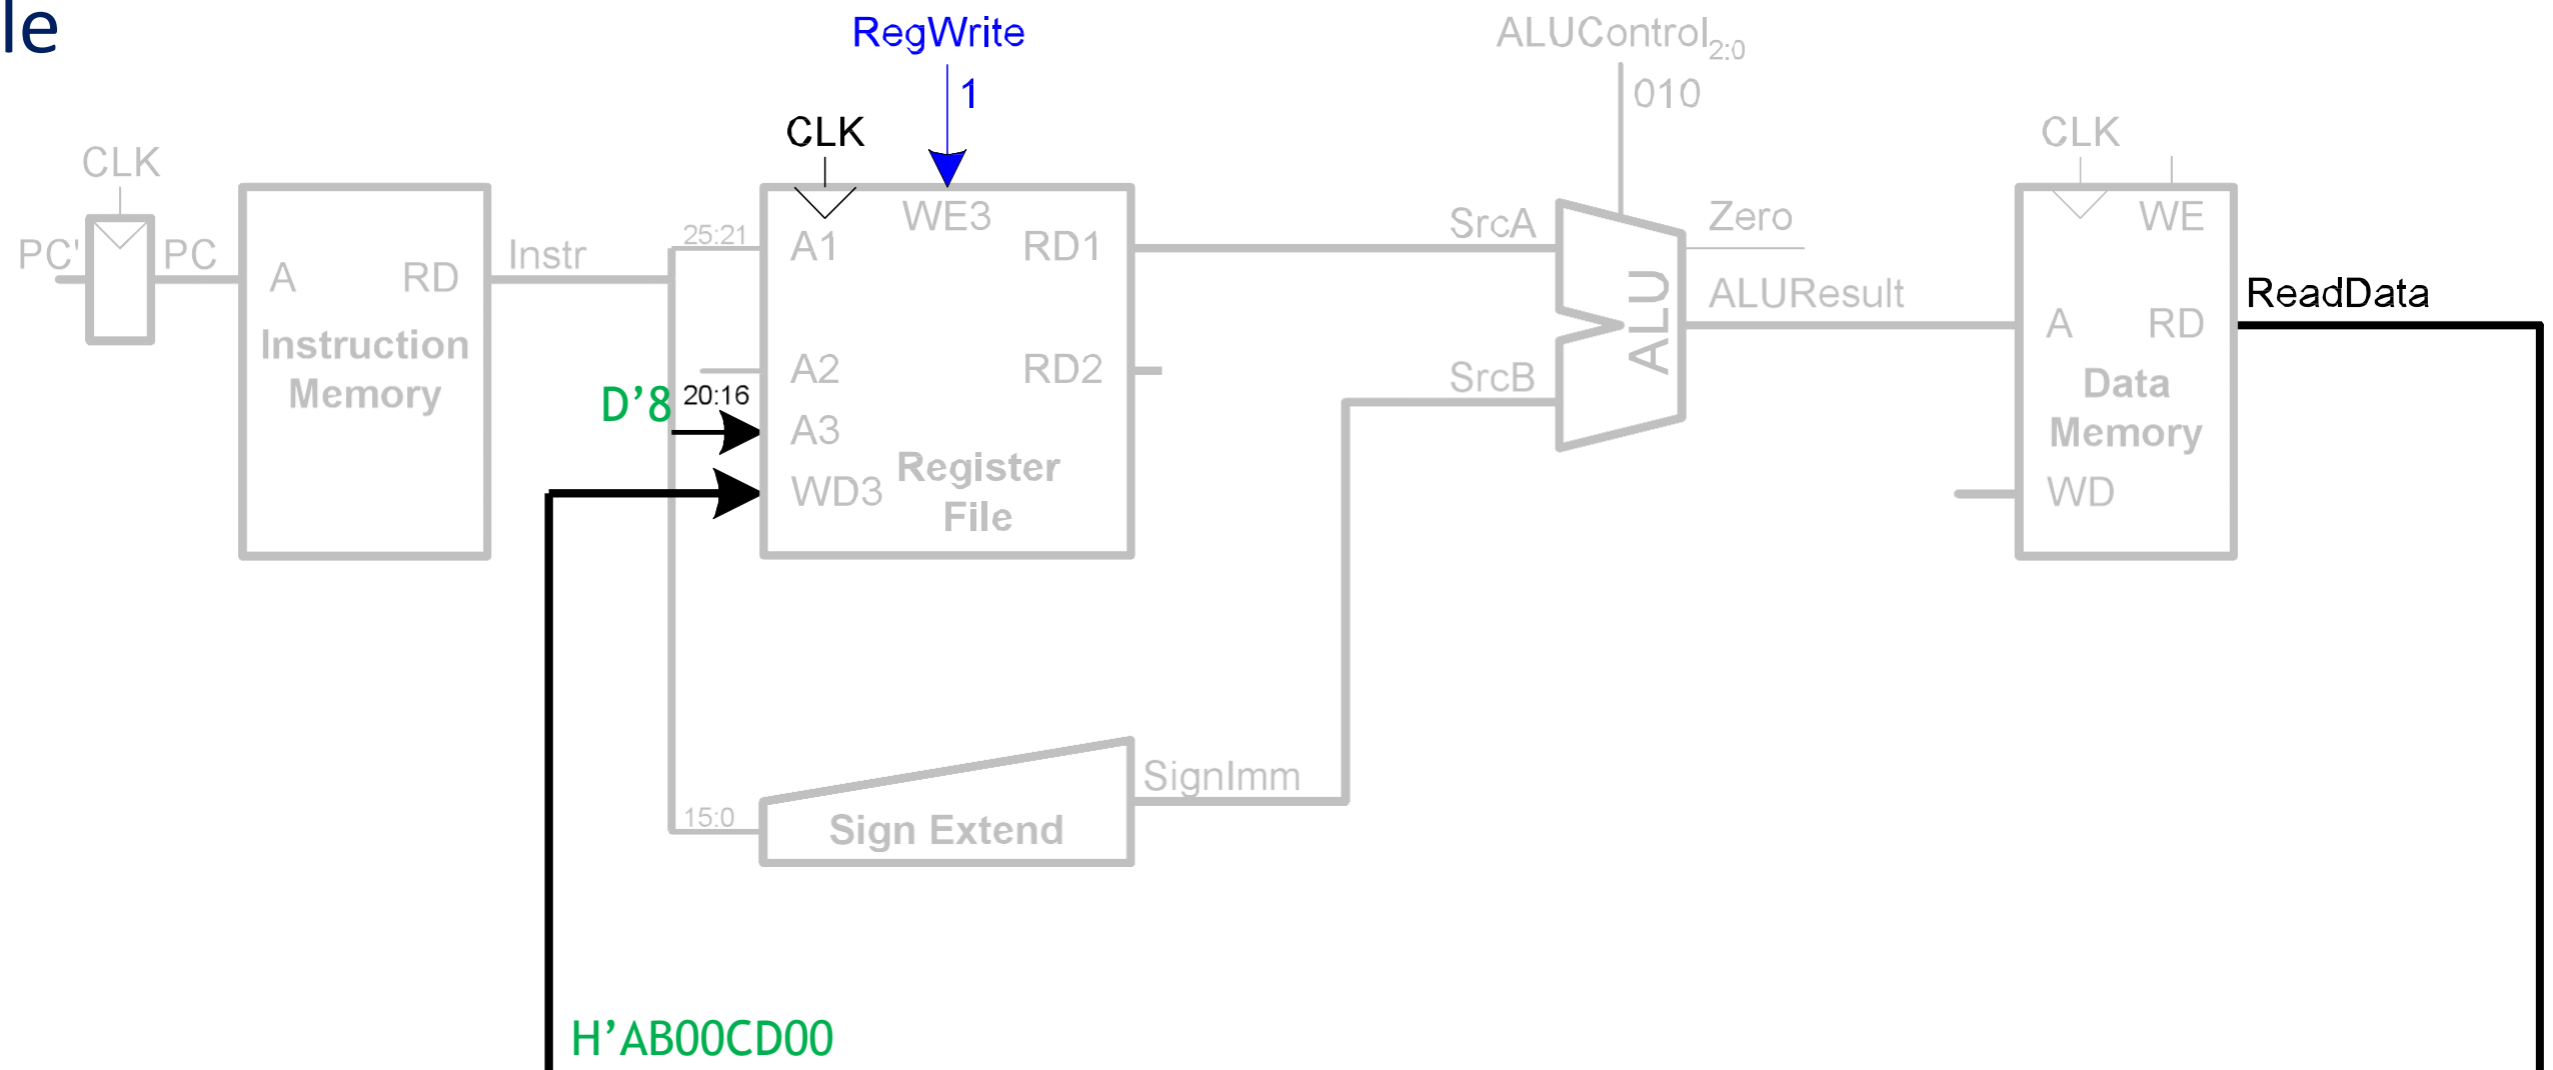 le
RegWrite
1
ALUControl2:0
010
CLK
CLK
CLK
PC'
PC
A
RD
Instruction
Memory
Instr
25:21
A1
WE3
RD1
A2
RD2
20:16
D’8
A3
WD3
Register
File
SrcA
SrcB
ALU
Zero
ALUResult
WE
A
RD
Data
Memory
WD
ReadData
15:0
Sign Extend
SignImm
H’AB00CD00